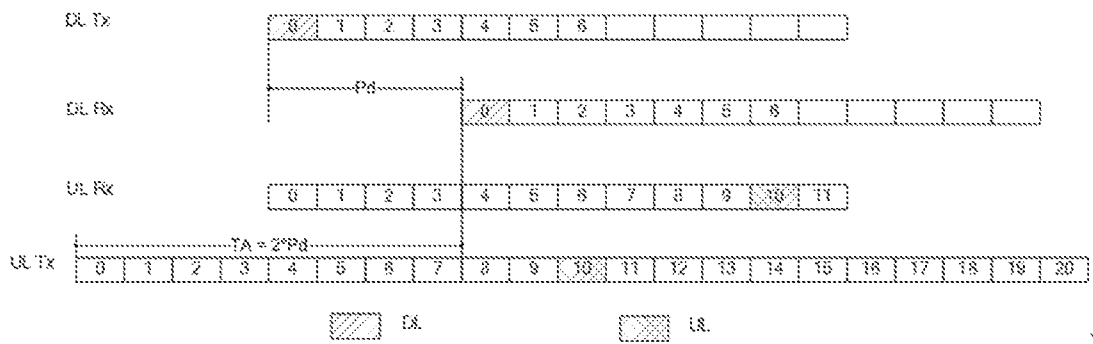 DL Tx 0 1 2 3 4 5 6
Pd
DL Rx 0 1 2 3 4 5 6
UL Rx 0 1 2 3 4 5 6 7 8 9 10 11
TA = 2*Pd
UL Tx 0 1 2 3 4 5 6 7 8 9 10 11 12 13 14 15 16 17 18 19 20
DL UL